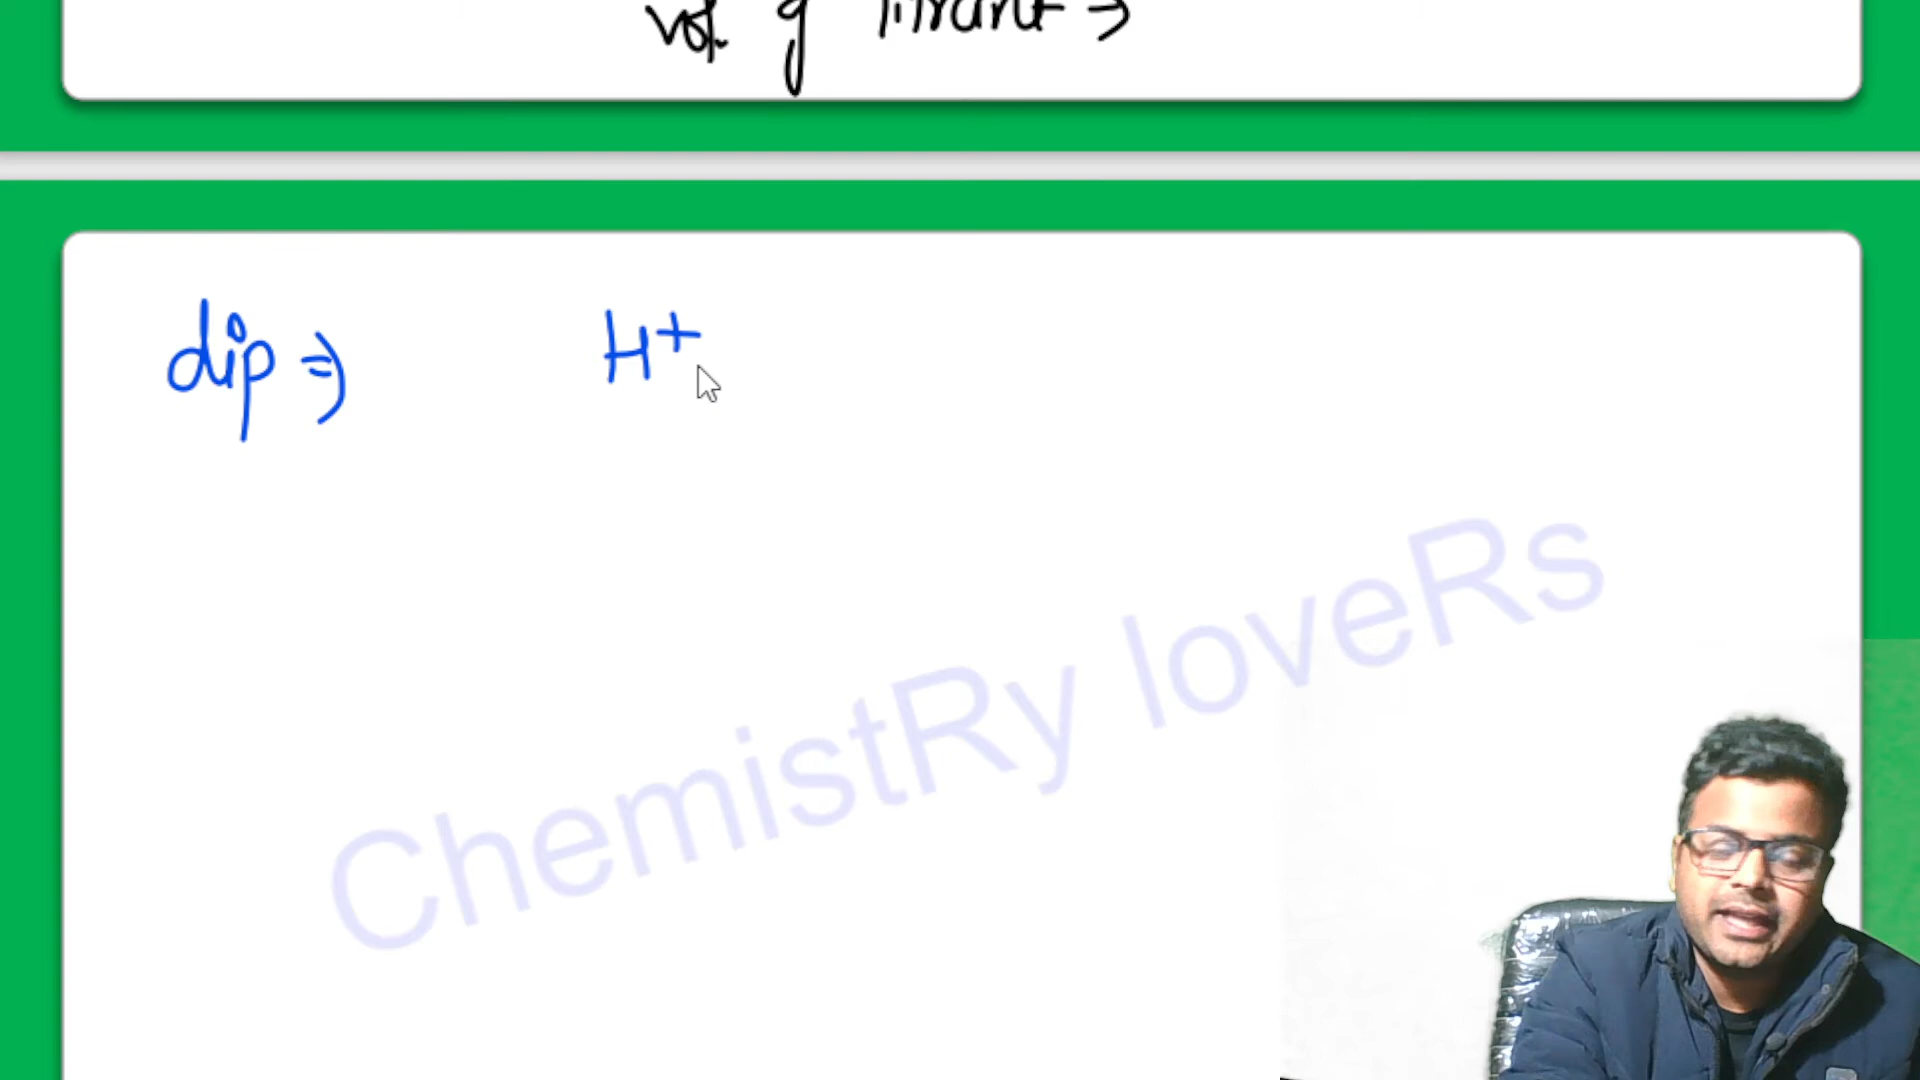 vol. of Titrant →
dip ⇒ H+
ChemistRy loveRs